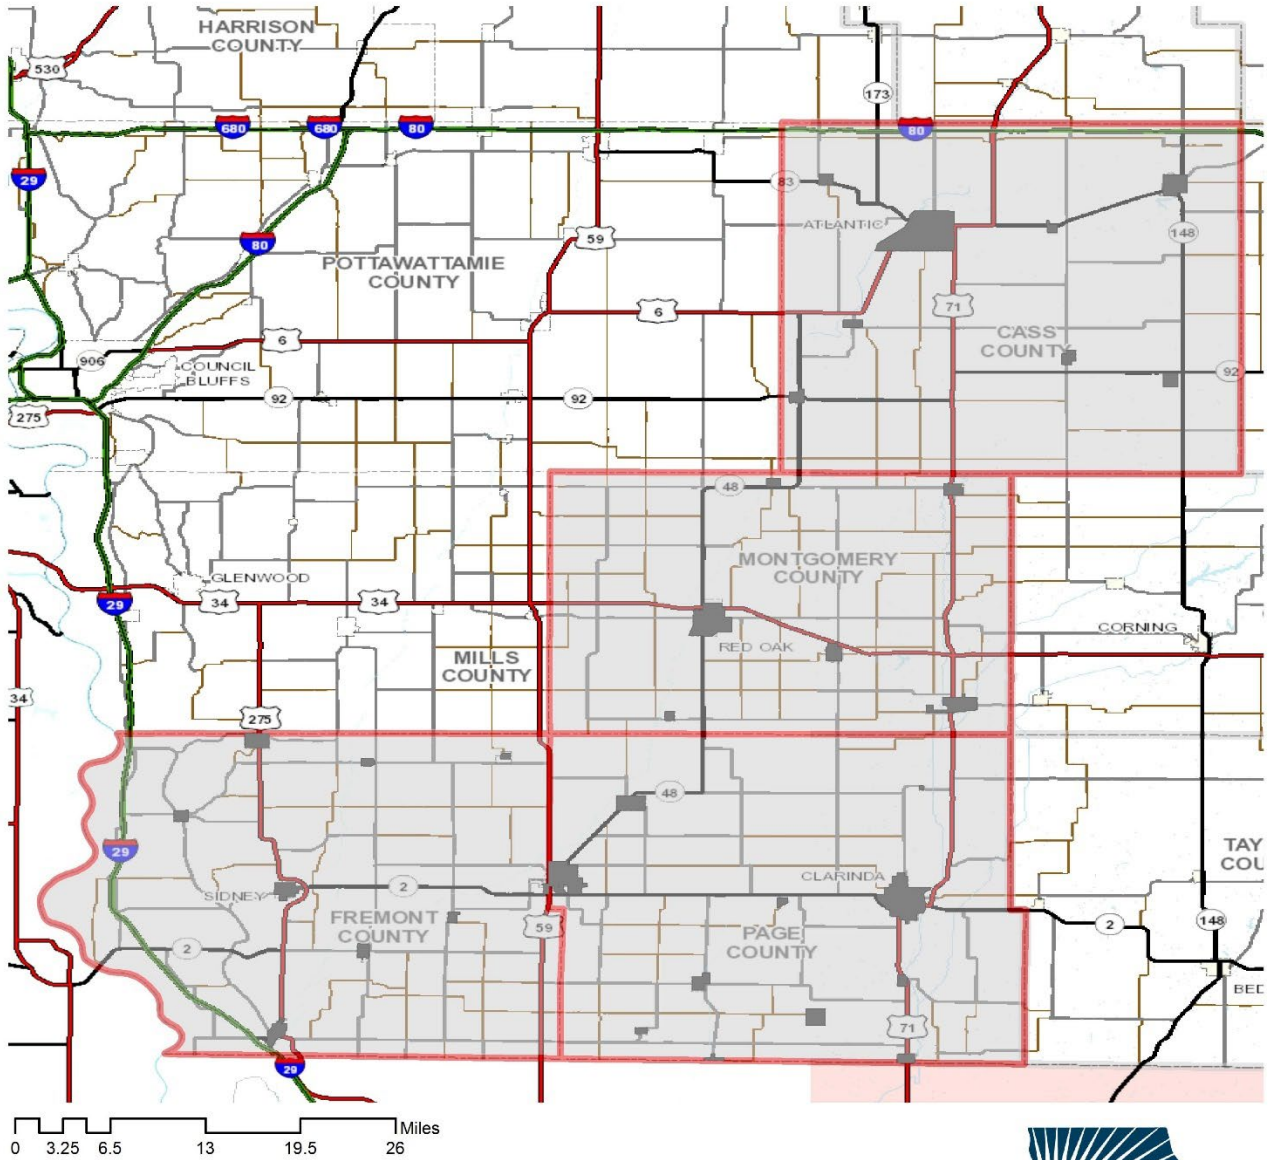 HARRISON
COUNTY
530
173
680
680
80
80
29
83
ATLANTIC
148
59
80
POTTAWATTAMIE
COUNTY
6
71
CASS
COUNTY
906
6
COUNCIL
BLUFFS
92
92
92
275
48
MONTGOMERY
COUNTY
GLENWOOD
29
34
34
CORNING
RED OAK
MILLS
COUNTY
34
275
48
29
TAY
COU
SIDNEY
2
CLARINDA
FREMONT
COUNTY
59
PAGE
COUNTY
2
148
2
BED
71
29
Miles
0 3.25 6.5 13 19.5 26